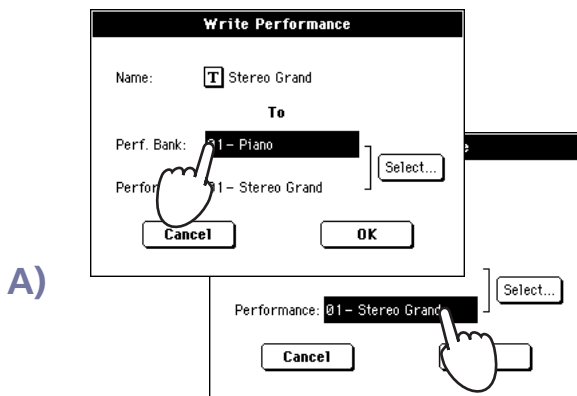 Write Performance
Name: T Stereo Grand
To
Perf. Bank: 01- Piano
Select...
01- Stereo Grand
Cancel OK
A)
Select...
Performance: 01- Stereo Grand
Cancel